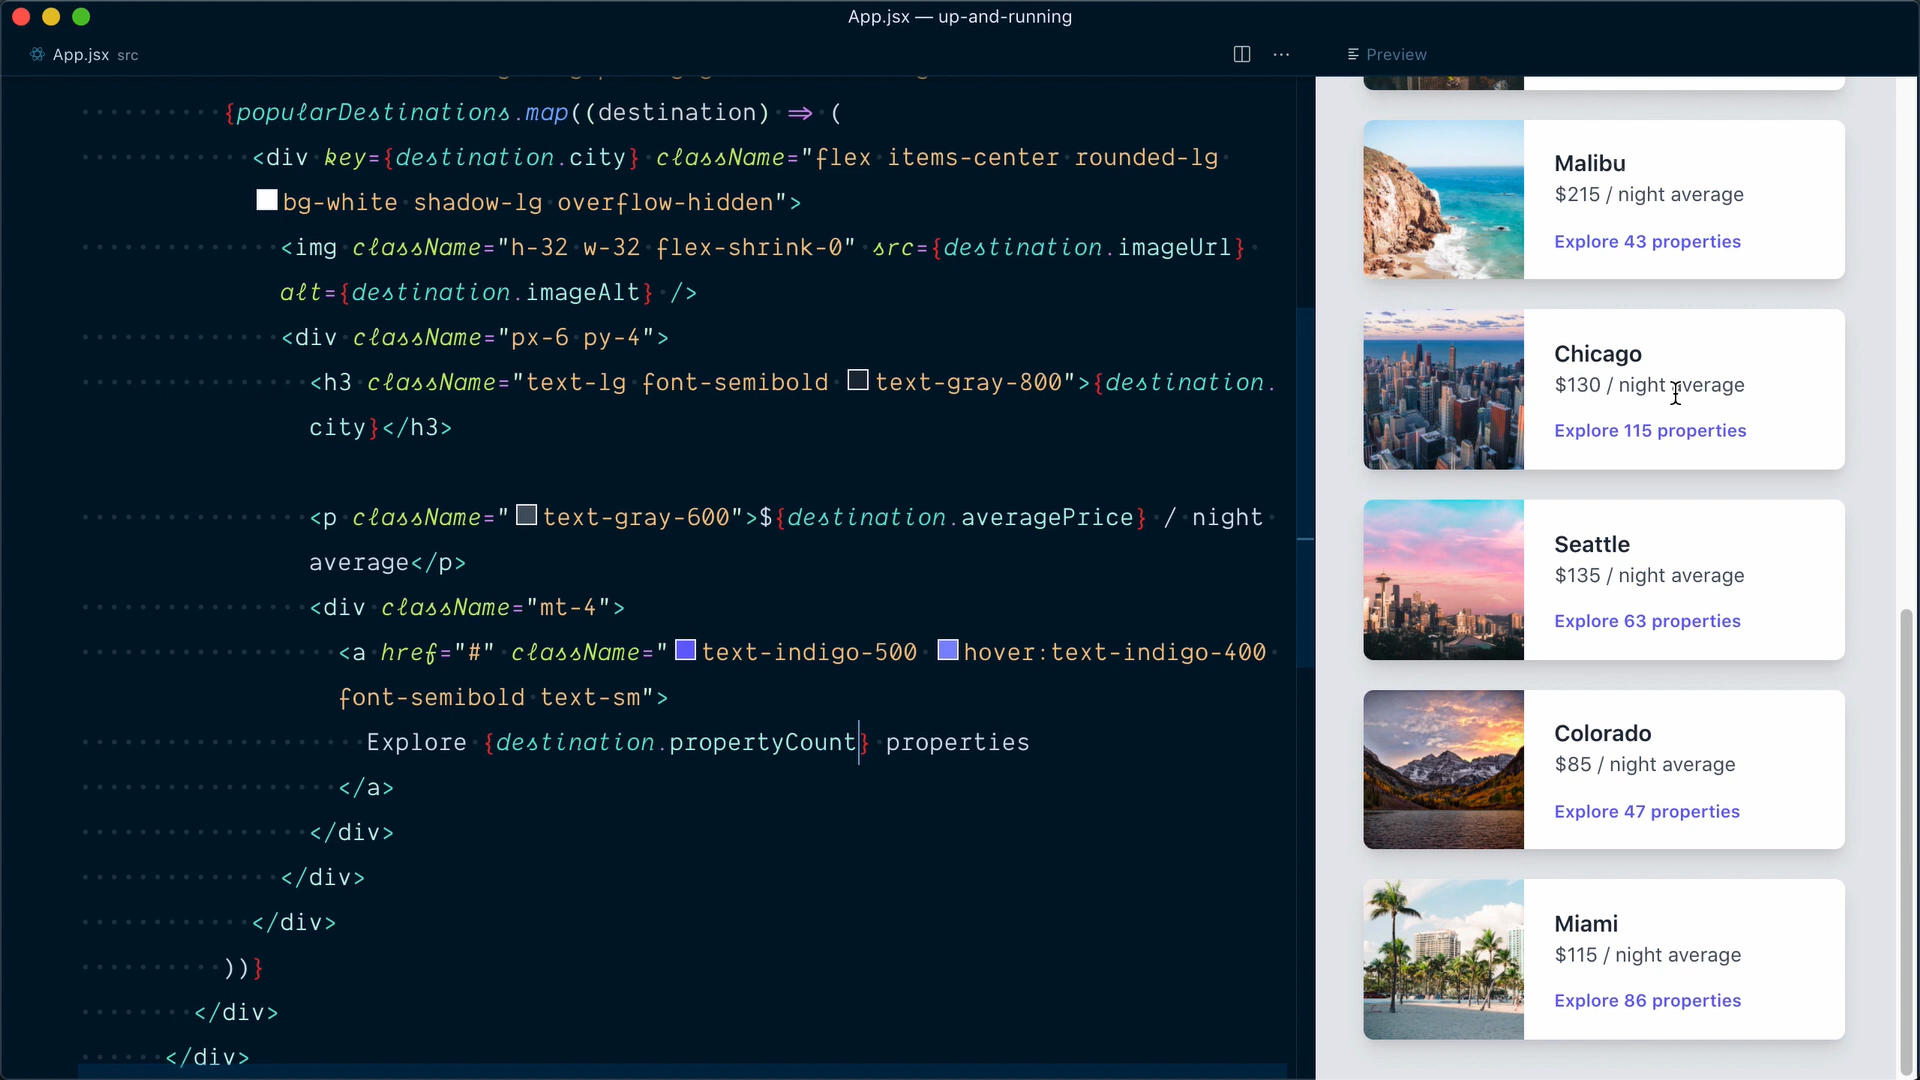 App.jsx — up-and-running
App.jsx src
Preview
{popularDestinations.map((destination) => (
<div key={destination.city} className="flex items-center rounded-lg
bg-white shadow-lg overflow-hidden">
<img className="h-32 w-32 flex-shrink-0" src={destination.imageUrl}
alt={destination.imageAlt} />
<div className="px-6 py-4">
<h3 className="text-lg font-semibold text-gray-800">{destination.
city}</h3>
<p className="text-gray-600">${destination.averagePrice} / night
average</p>
<div className="mt-4">
<a href="#" className="text-indigo-500 hover:text-indigo-400
font-semibold text-sm">
Explore {destination.propertyCount} properties
</a>
</div>
</div>
</div>
))}
</div>
</div>
Malibu
$215 / night average
Explore 43 properties
Chicago
$130 / night average
Explore 115 properties
Seattle
$135 / night average
Explore 63 properties
Colorado
$85 / night average
Explore 47 properties
Miami
$115 / night average
Explore 86 properties